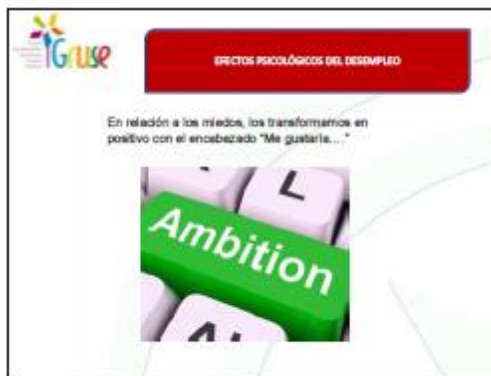 Gruse
EFECTOS PSICOLÓGICOS DEL DESEMPLEO
En relación a los miedos, los transformamos en
positivo con el encabezado "Me gustaría...."
L
Ambition